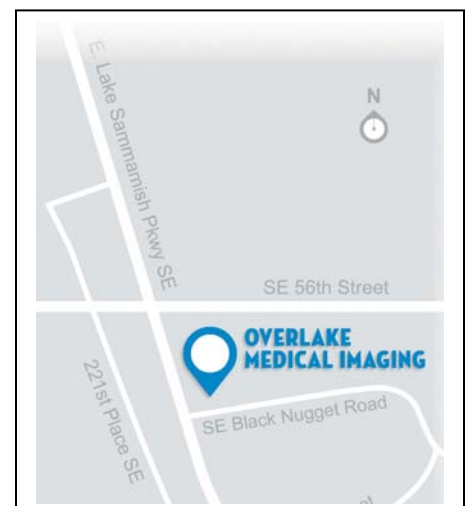 E. Lake Sammamish Pkwy SE
N
SE 56th Street
OVERLAKE
MEDICAL IMAGING
221st Place SE
SE Black Nugget Road